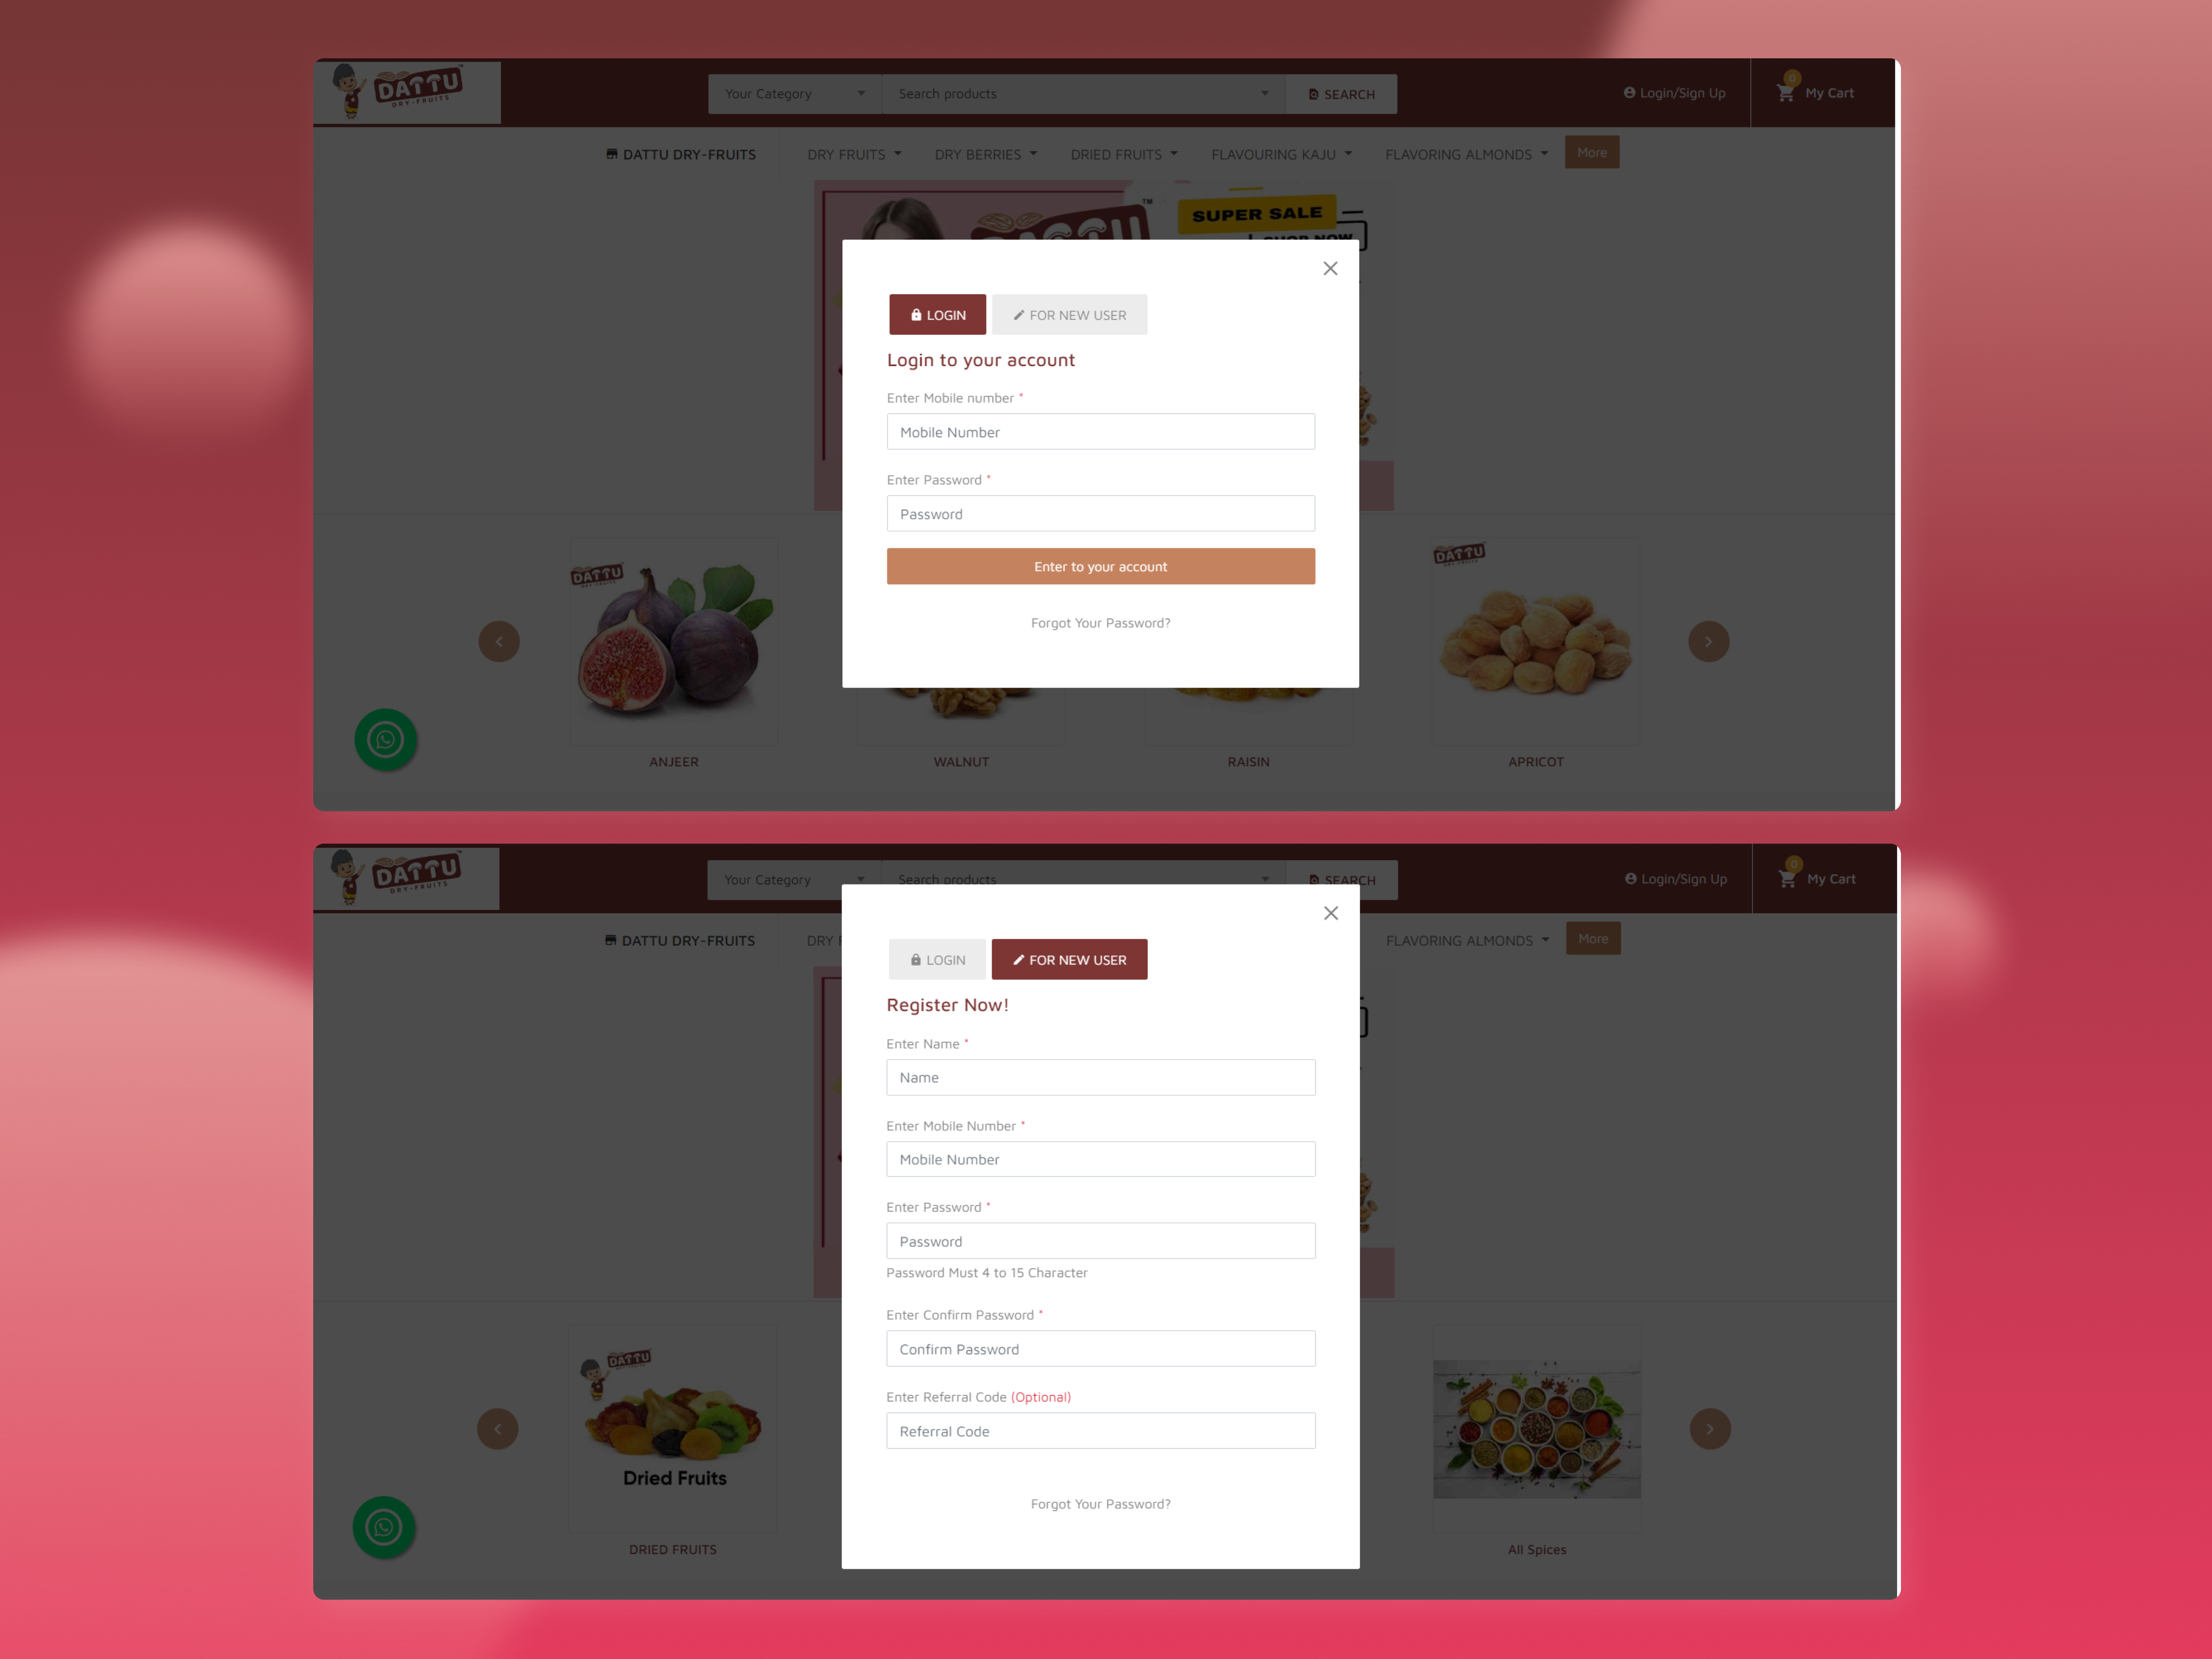 DATTU
DRY-FRUITS
Your Category
Search products
SEARCH
Login/Sign Up
0
My Cart
DATTU DRY-FRUITS
DRY FRUITS
DRY BERRIES
DRIED FRUITS
FLAVOURING KAJU
FLAVORING ALMONDS
More
TM
SUPER SALE
SHOP NOW
LOGIN
FOR NEW USER
Login to your account
Enter Mobile number *
Mobile Number
Enter Password *
Password
Enter to your account
Forgot Your Password?
DATTU
DATTU
ANJEER
WALNUT
RAISIN
APRICOT
DATTU
DRY-FRUITS
Your Category
Search products
SEARCH
Login/Sign Up
0
My Cart
DATTU DRY-FRUITS
DRY
FLAVORING ALMONDS
More
LOGIN
FOR NEW USER
Register Now!
Enter Name *
Name
Enter Mobile Number *
Mobile Number
Enter Password *
Password
Password Must 4 to 15 Character
Enter Confirm Password *
Confirm Password
Enter Referral Code (Optional)
Referral Code
Forgot Your Password?
DATTU
Dried Fruits
DRIED FRUITS
All Spices